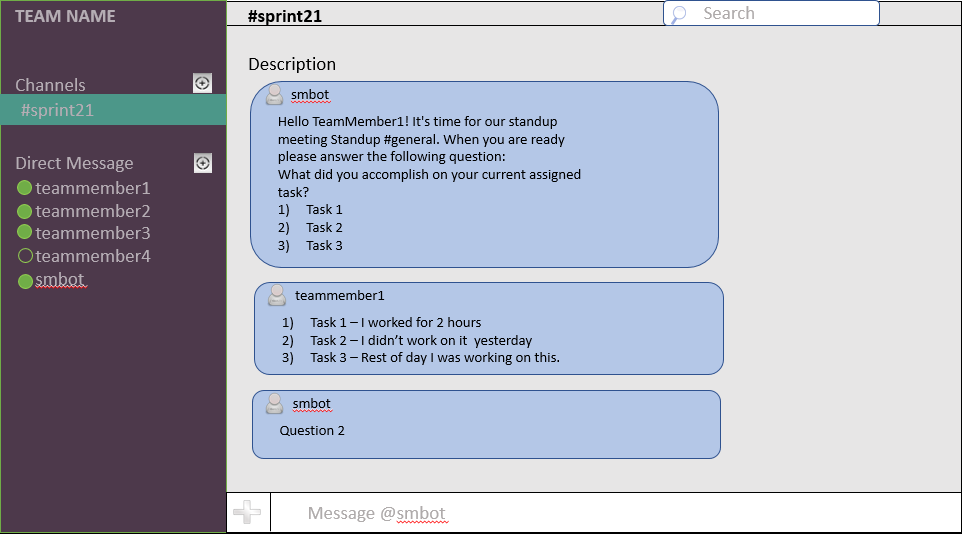 TEAM NAME
Channels
#sprint21
Direct Message
teammember1
teammember2
teammember3
teammember4
smbot
#sprint21
Search
Description
smbot
Hello TeamMember1! It's time for our standup
meeting Standup #general. When you are ready
please answer the following question:
What did you accomplish on your current assigned
task?
1) Task 1
2) Task 2
3) Task 3
teammember1
1) Task 1 – I worked for 2 hours
2) Task 2 – I didn’t work on it yesterday
3) Task 3 – Rest of day I was working on this.
smbot
Question 2
Message @smbot